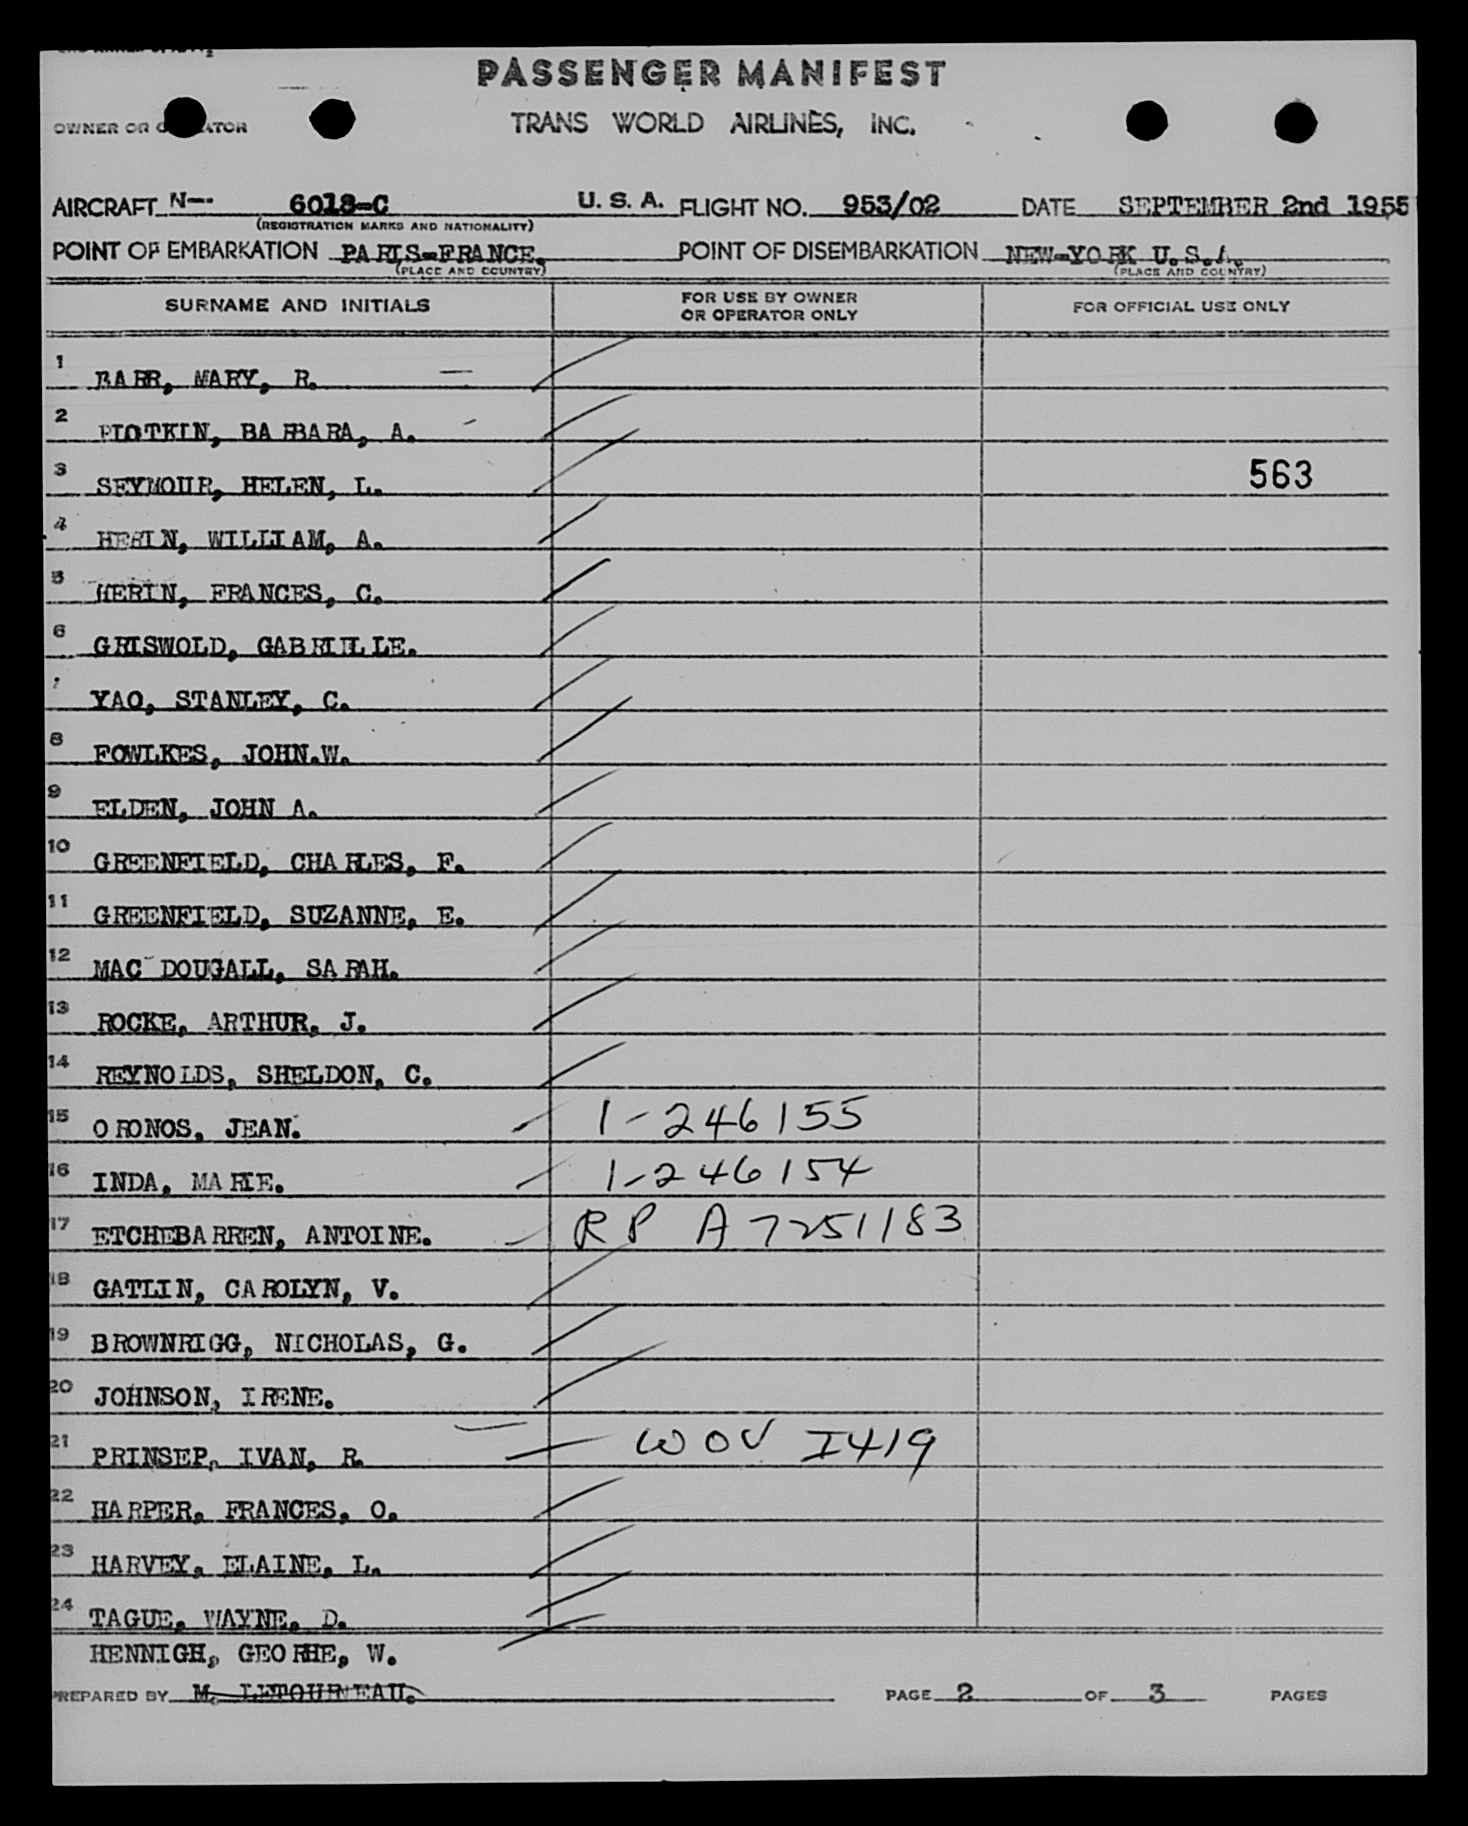 PASSENGER MANIFEST
OWNER OR OPERATOR TRANS WORLD AIRLINES, INC.
AIRCRAFT N-- 6018-C U. S. A. FLIGHT NO. 953/02 DATE SEPTEMBER 2nd 1955
(REGISTRATION MARKS AND NATIONALITY)
POINT OF EMBARKATION PARIS-FRANCE. POINT OF DISEMBARKATION NEW-YORK U.S.A.
(PLACE AND COUNTRY) (PLACE AND COUNTRY)
SURNAME AND INITIALS FOR USE BY OWNER OR OPERATOR ONLY FOR OFFICIAL USE ONLY
1 BARR, MARY, R.
2 PLOTKIN, BARBARA, A.
3 SEYMOUR, HELEN, L. 563
4 HERIN, WILLIAM, A.
5 HERIN, FRANCES, C.
6 GRISWOLD, GABRIELLE.
7 YAO, STANLEY, C.
8 FOWLKES, JOHN.W.
9 ELDEN, JOHN A.
10 GREENFIELD, CHARLES, F.
11 GREENFIELD, SUZANNE, E.
12 MAC DOUGALL, SARAH.
13 ROCKE, ARTHUR, J.
14 REYNOLDS, SHELDON, C.
15 ORONOS, JEAN. 1-246155
16 INDA, MARIE. 1-246154
17 ETCHEBARREN, ANTOINE. RP A7251183
18 GATLIN, CAROLYN, V.
19 BROWNRIGG, NICHOLAS, G.
20 JOHNSON, IRENE.
21 PRINSEP, IVAN, R. WOV I419
22 HARPER, FRANCES, O.
23 HARVEY, ELAINE, L.
24 TAGUE, WAYNE, D.
HENNIGH, GEORHE, W.
PREPARED BY M. LETOURNEAU. PAGE 2 OF 3 PAGES